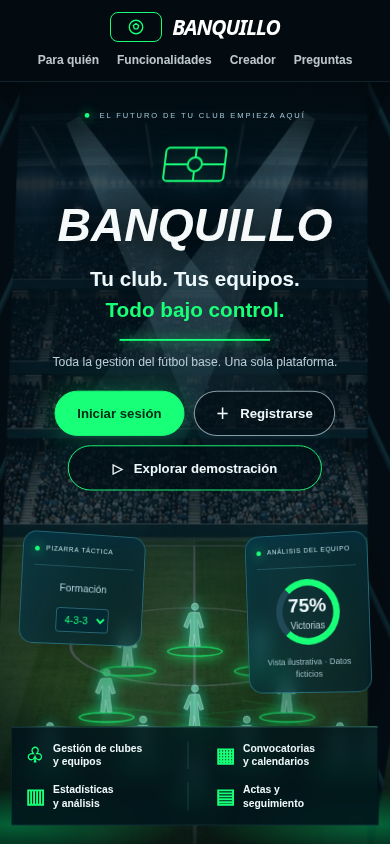 BANQUILLO
Para quién Funcionalidades Creador Preguntas
EL FUTURO DE TU CLUB EMPIEZA AQUÍ
BANQUILLO
Tu club. Tus equipos.
Todo bajo control.
Toda la gestión del fútbol base. Una sola plataforma.
Iniciar sesión
Registrarse
Explorar demostración
PIZARRA TÁCTICA
Formación
4-3-3
ANÁLISIS DEL EQUIPO
75%
Victorias
Vista ilustrativa · Datos
ficticios
Gestión de clubes
y equipos
Convocatorias
y calendarios
Estadísticas
y análisis
Actas y
seguimiento